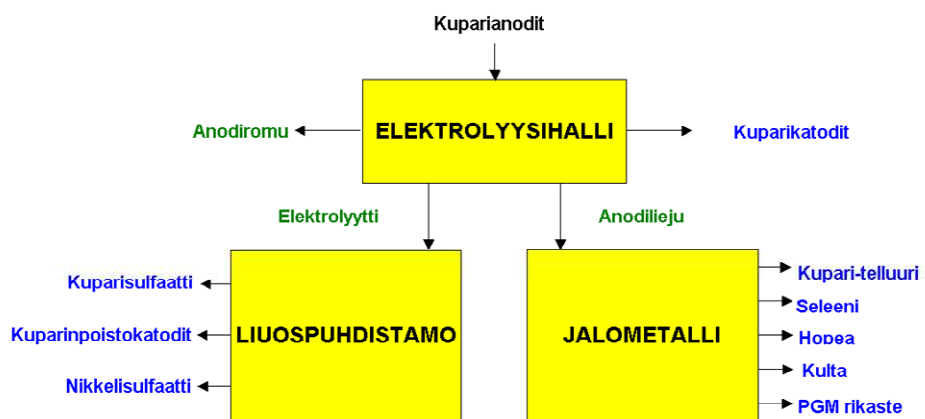 Kuparianodit
Anodiromu
ELEKTROLYYSIHALLI
Kuparikatodit
Elektrolyytti
Anodilieju
Kuparisulfaatti
Kuparinpoistokatodit
Nikkelisulfaatti
LIUOSPUHDISTAMO
JALOMETALLI
Kupari-telluuri
Seleeni
Hopea
Kulta
PGM rikaste